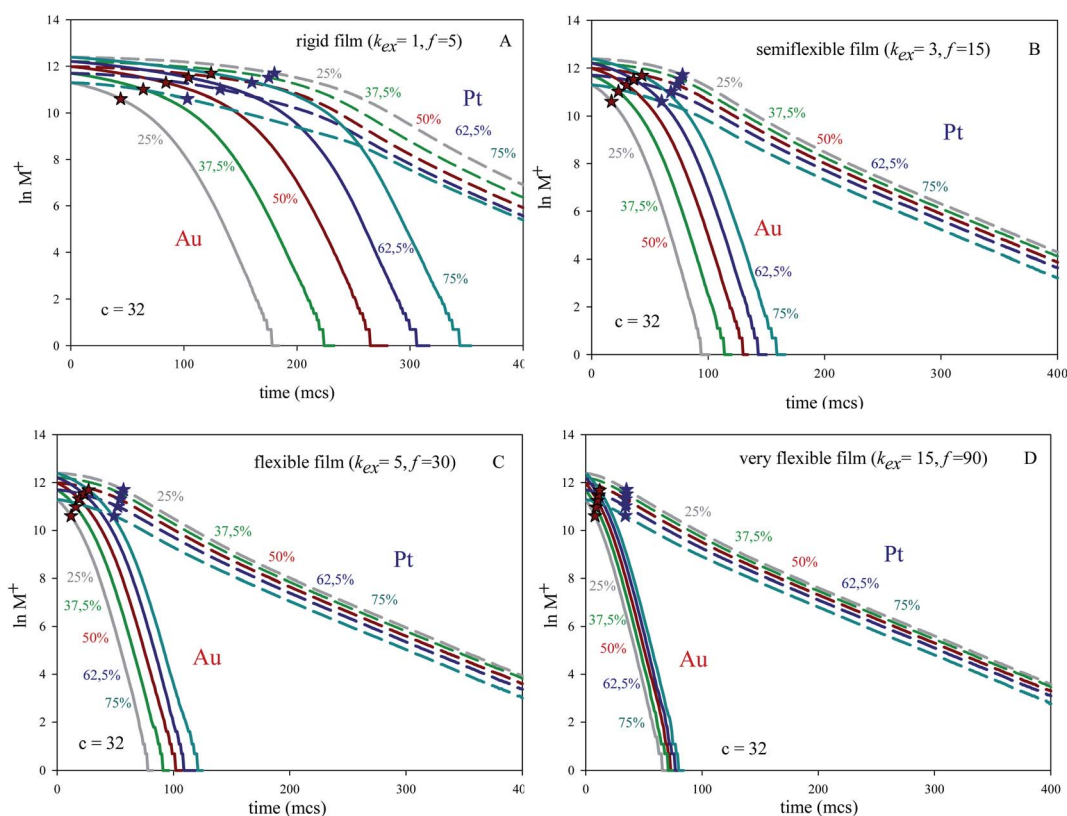 rigid film (kex= 1, f=5) A
14
12
10
8
6
4
2
0
ln M+
25%
37,5%
50%
62,5%
75%
Pt
25%
37,5%
50%
62,5%
75%
Au
c = 32
0 100 200 300 400
time (mcs)
semiflexible film (kex= 3, f=15) B
14
12
10
8
6
4
2
0
ln M+
25%
37,5%
50%
62,5%
75%
Pt
25%
37,5%
50%
62,5%
75%
Au
c = 32
0 100 200 300 400
time (mcs)
flexible film (kex= 5, f=30) C
14
12
10
8
6
4
2
0
ln M+
25%
37,5%
50%
62,5%
75%
Pt
25%
37,5%
50%
62,5%
75%
Au
c = 32
0 100 200 300 400
time (mcs)
very flexible film (kex= 15, f=90) D
14
12
10
8
6
4
2
0
ln M+
25%
37,5%
50%
62,5%
75%
Pt
25%
37,5%
50%
62,5%
75%
Au
c = 32
0 100 200 300 400
time (mcs)